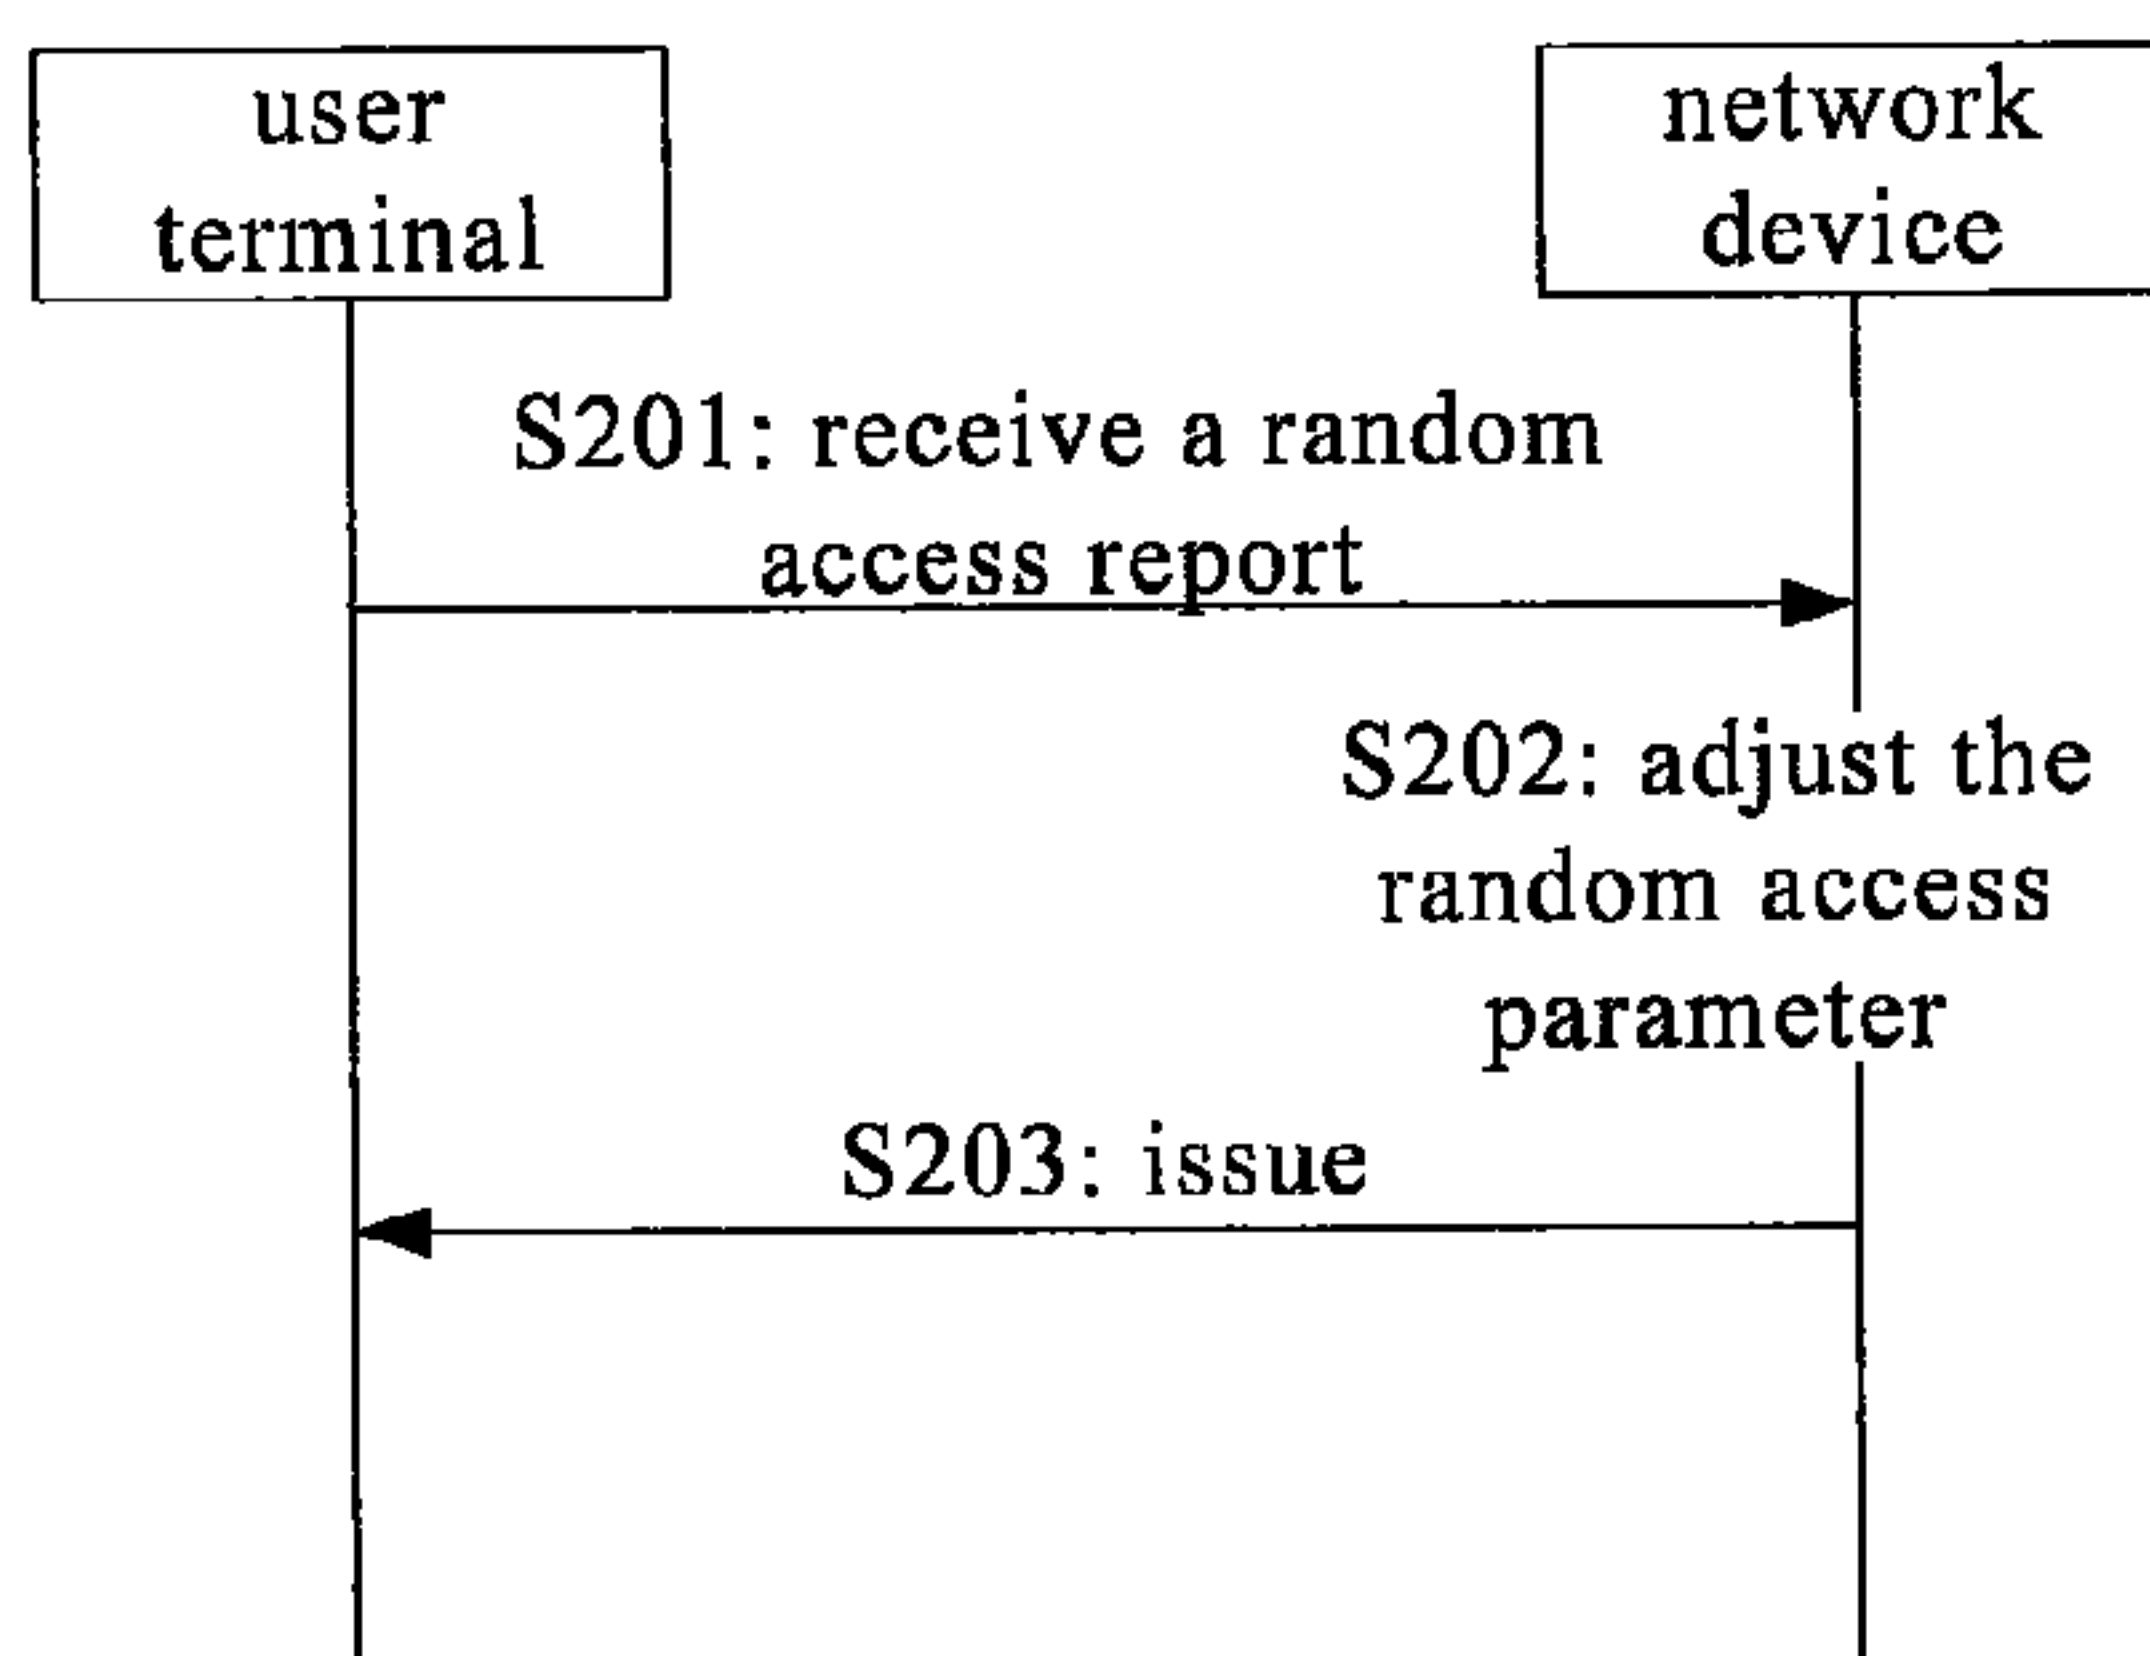 user
terminal
network
device
S201: receive a random
access report
S202: adjust the
random access
parameter
S203: issue